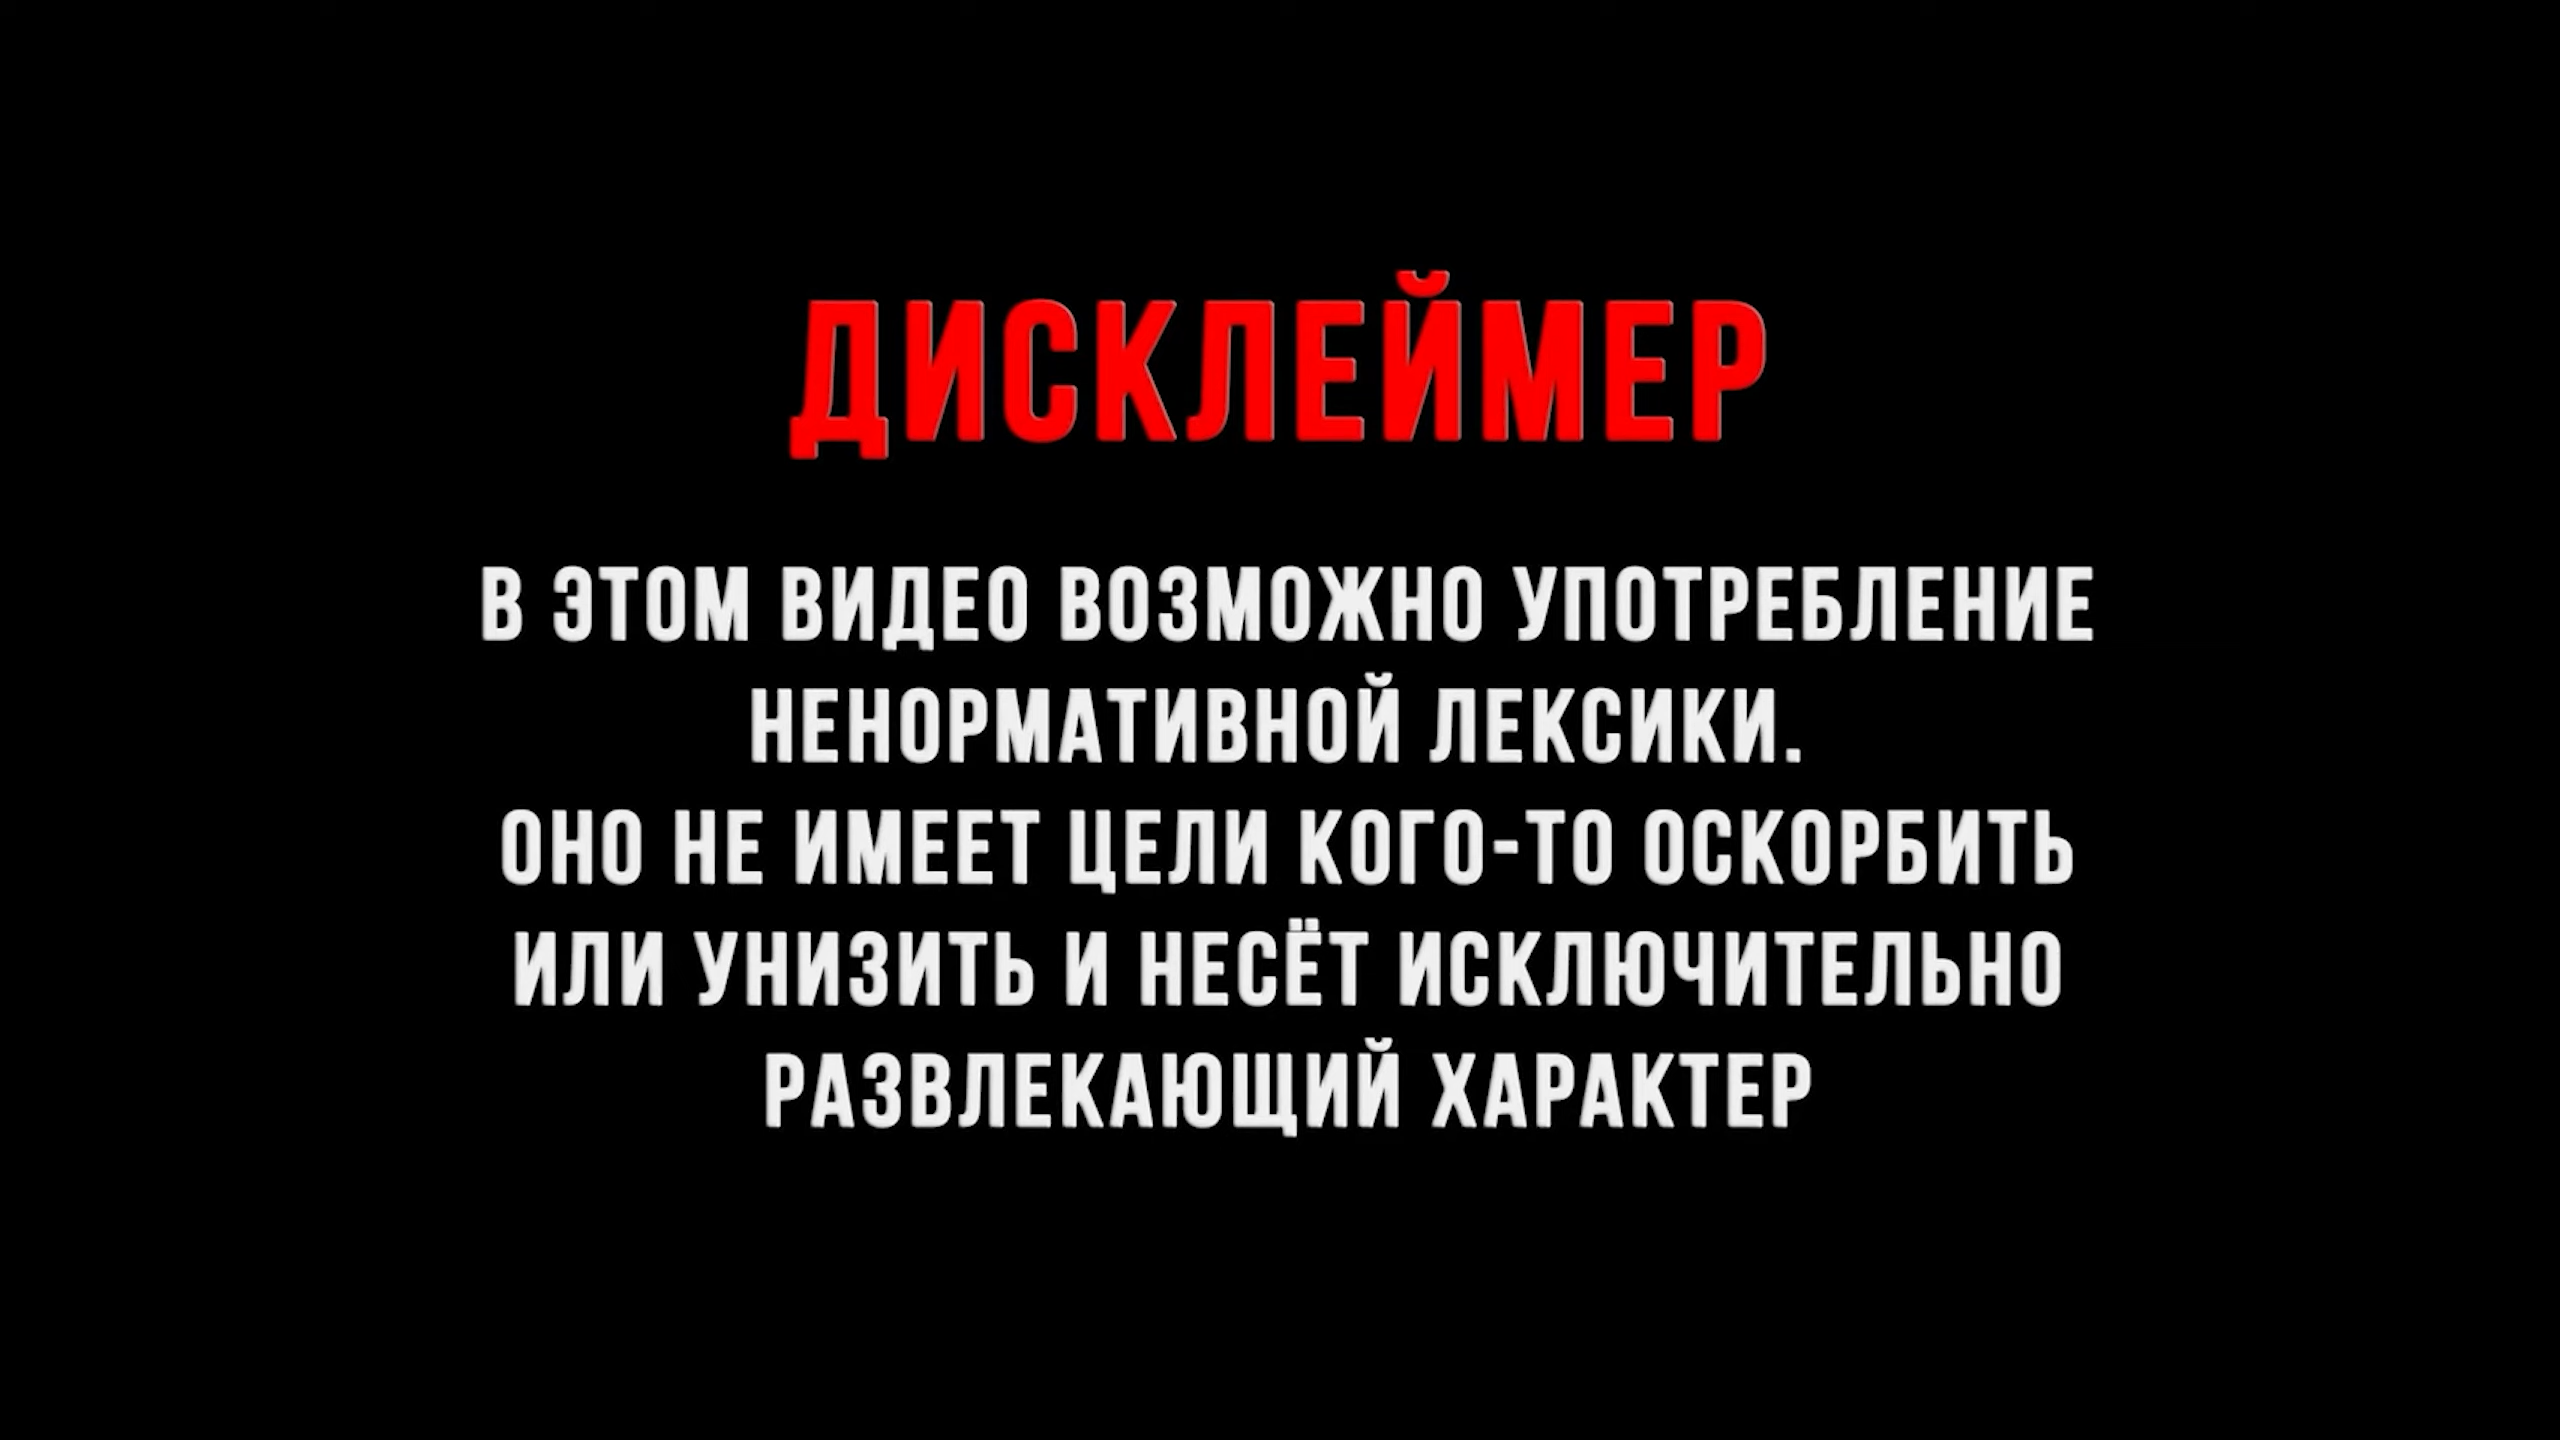 ДИСКЛЕЙМЕР
В ЭТОМ ВИДЕО ВОЗМОЖНО УПОТРЕБЛЕНИЕ
НЕНОРМАТИВНОЙ ЛЕКСИКИ.
ОНО НЕ ИМЕЕТ ЦЕЛИ КОГО-ТО ОСКОРБИТЬ
ИЛИ УНИЗИТЬ И НЕСЁТ ИСКЛЮЧИТЕЛЬНО
РАЗВЛЕКАЮЩИЙ ХАРАКТЕР